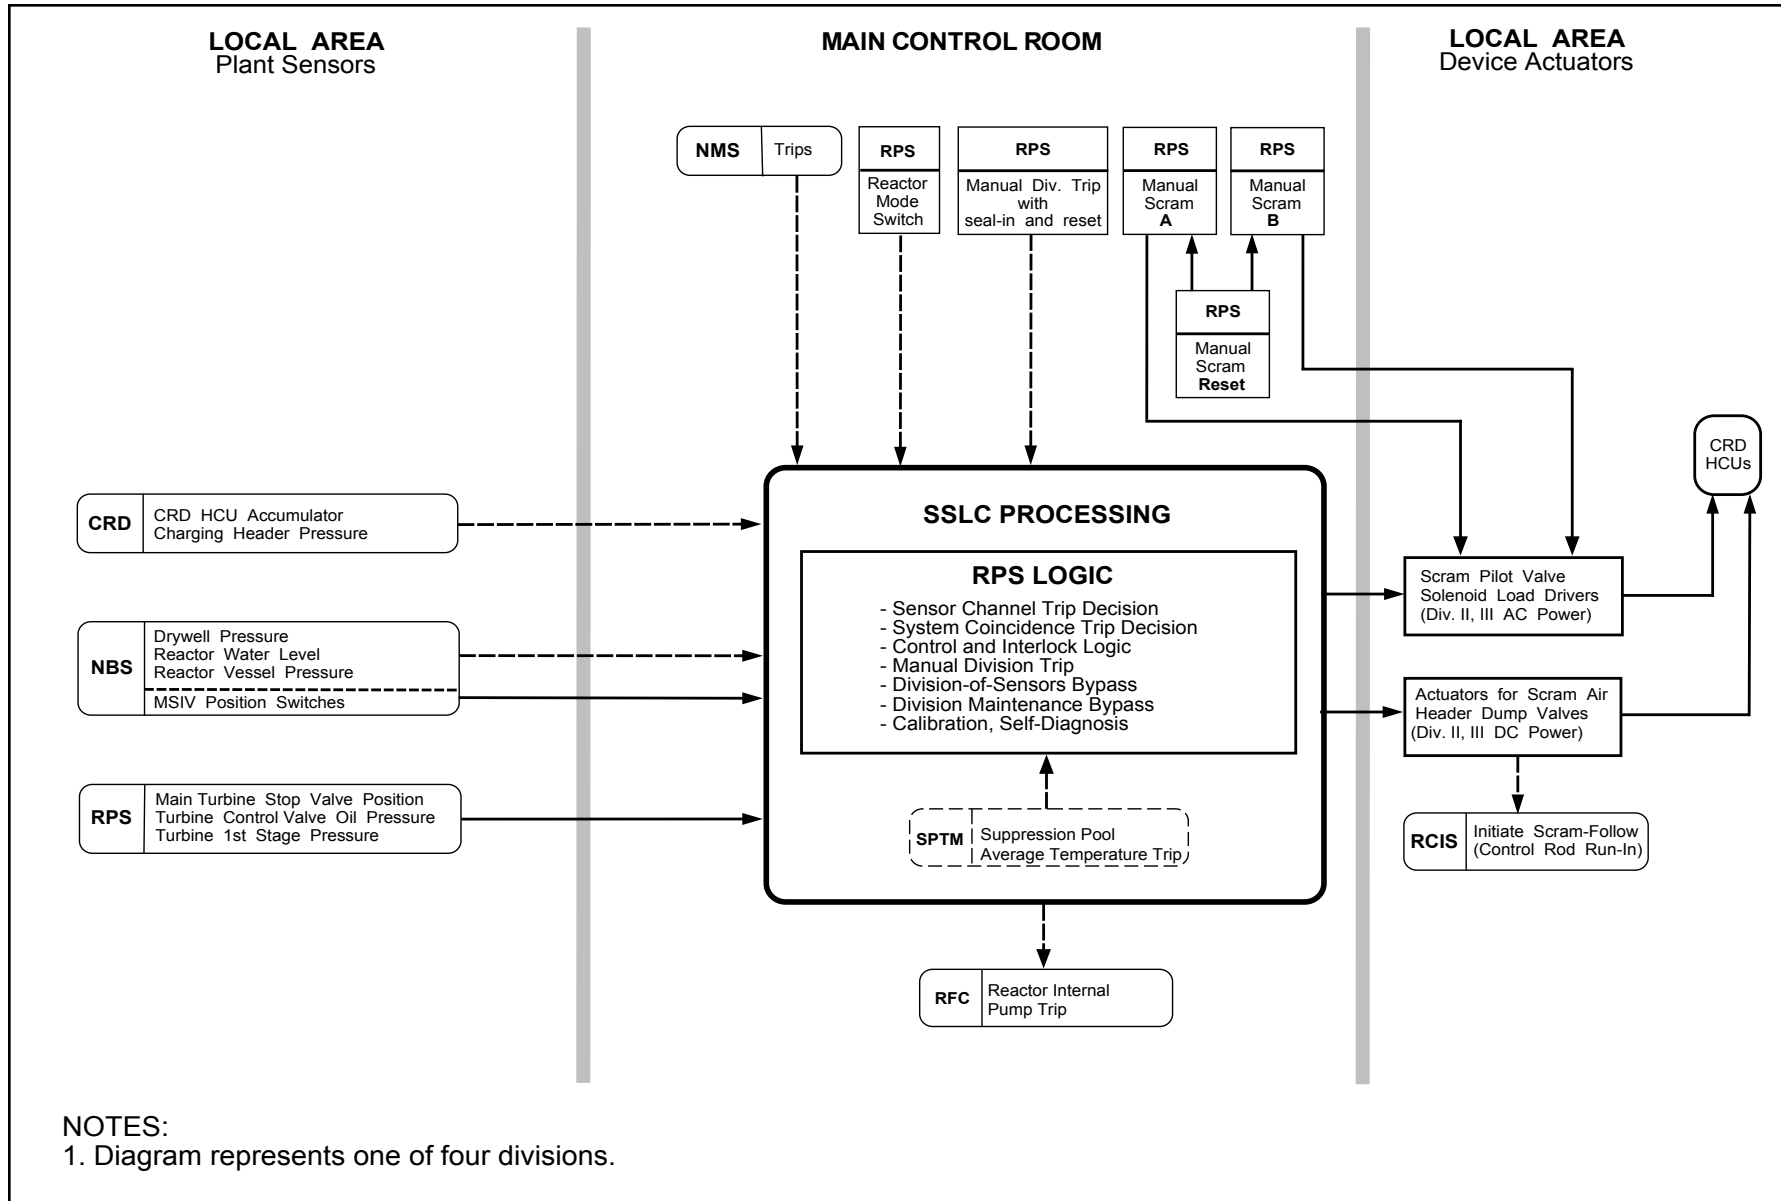 LOCAL AREA
Plant Sensors
MAIN CONTROL ROOM
LOCAL AREA
Device Actuators
NMS
Trips
RPS
Reactor
Mode
Switch
RPS
Manual Div. Trip
with
seal-in and reset
RPS
Manual
Scram
A
RPS
Manual
Scram
B
RPS
Manual
Scram
Reset
CRD
HCUs
CRD
CRD HCU Accumulator
Charging Header Pressure
NBS
Drywell Pressure
Reactor Water Level
Reactor Vessel Pressure
MSIV Position Switches
RPS
Main Turbine Stop Valve Position
Turbine Control Valve Oil Pressure
Turbine 1st Stage Pressure
SSLC PROCESSING
RPS LOGIC
- Sensor Channel Trip Decision
- System Coincidence Trip Decision
- Control and Interlock Logic
- Manual Division Trip
- Division-of-Sensors Bypass
- Division Maintenance Bypass
- Calibration, Self-Diagnosis
SPTM
Suppression Pool
Average Temperature Trip
Scram Pilot Valve
Solenoid Load Drivers
(Div. II, III AC Power)
Actuators for Scram Air
Header Dump Valves
(Div. II, III DC Power)
RCIS
Initiate Scram-Follow
(Control Rod Run-In)
RFC
Reactor Internal
Pump Trip
NOTES:
1. Diagram represents one of four divisions.